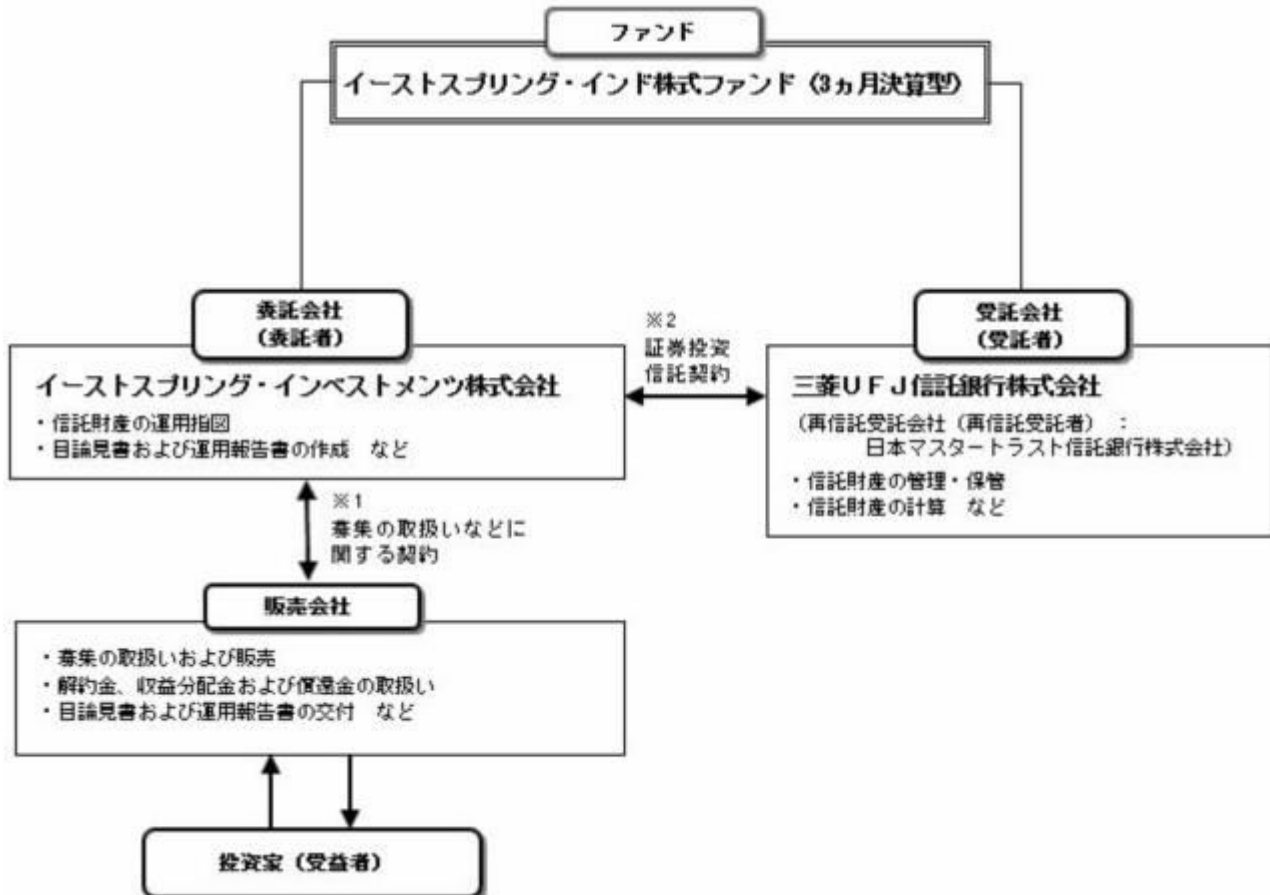 ファンド
イーストスプリング・インド株式ファンド（3ヵ月決算型）
委託会社
（委託者）
イーストスプリング・インベストメンツ株式会社
・信託財産の運用指図
・目論見書および運用報告書の作成　など
※2
証券投資
信託契約
受託会社
（受託者）
三菱ＵＦＪ信託銀行株式会社
（再信託受託会社（再信託受託者）：
日本マスタートラスト信託銀行株式会社）
・信託財産の管理・保管
・信託財産の計算　など
※1
募集の取扱いなどに
関する契約
販売会社
・募集の取扱いおよび販売
・解約金、収益分配金および償還金の取扱い
・目論見書および運用報告書の交付　など
投資家（受益者）